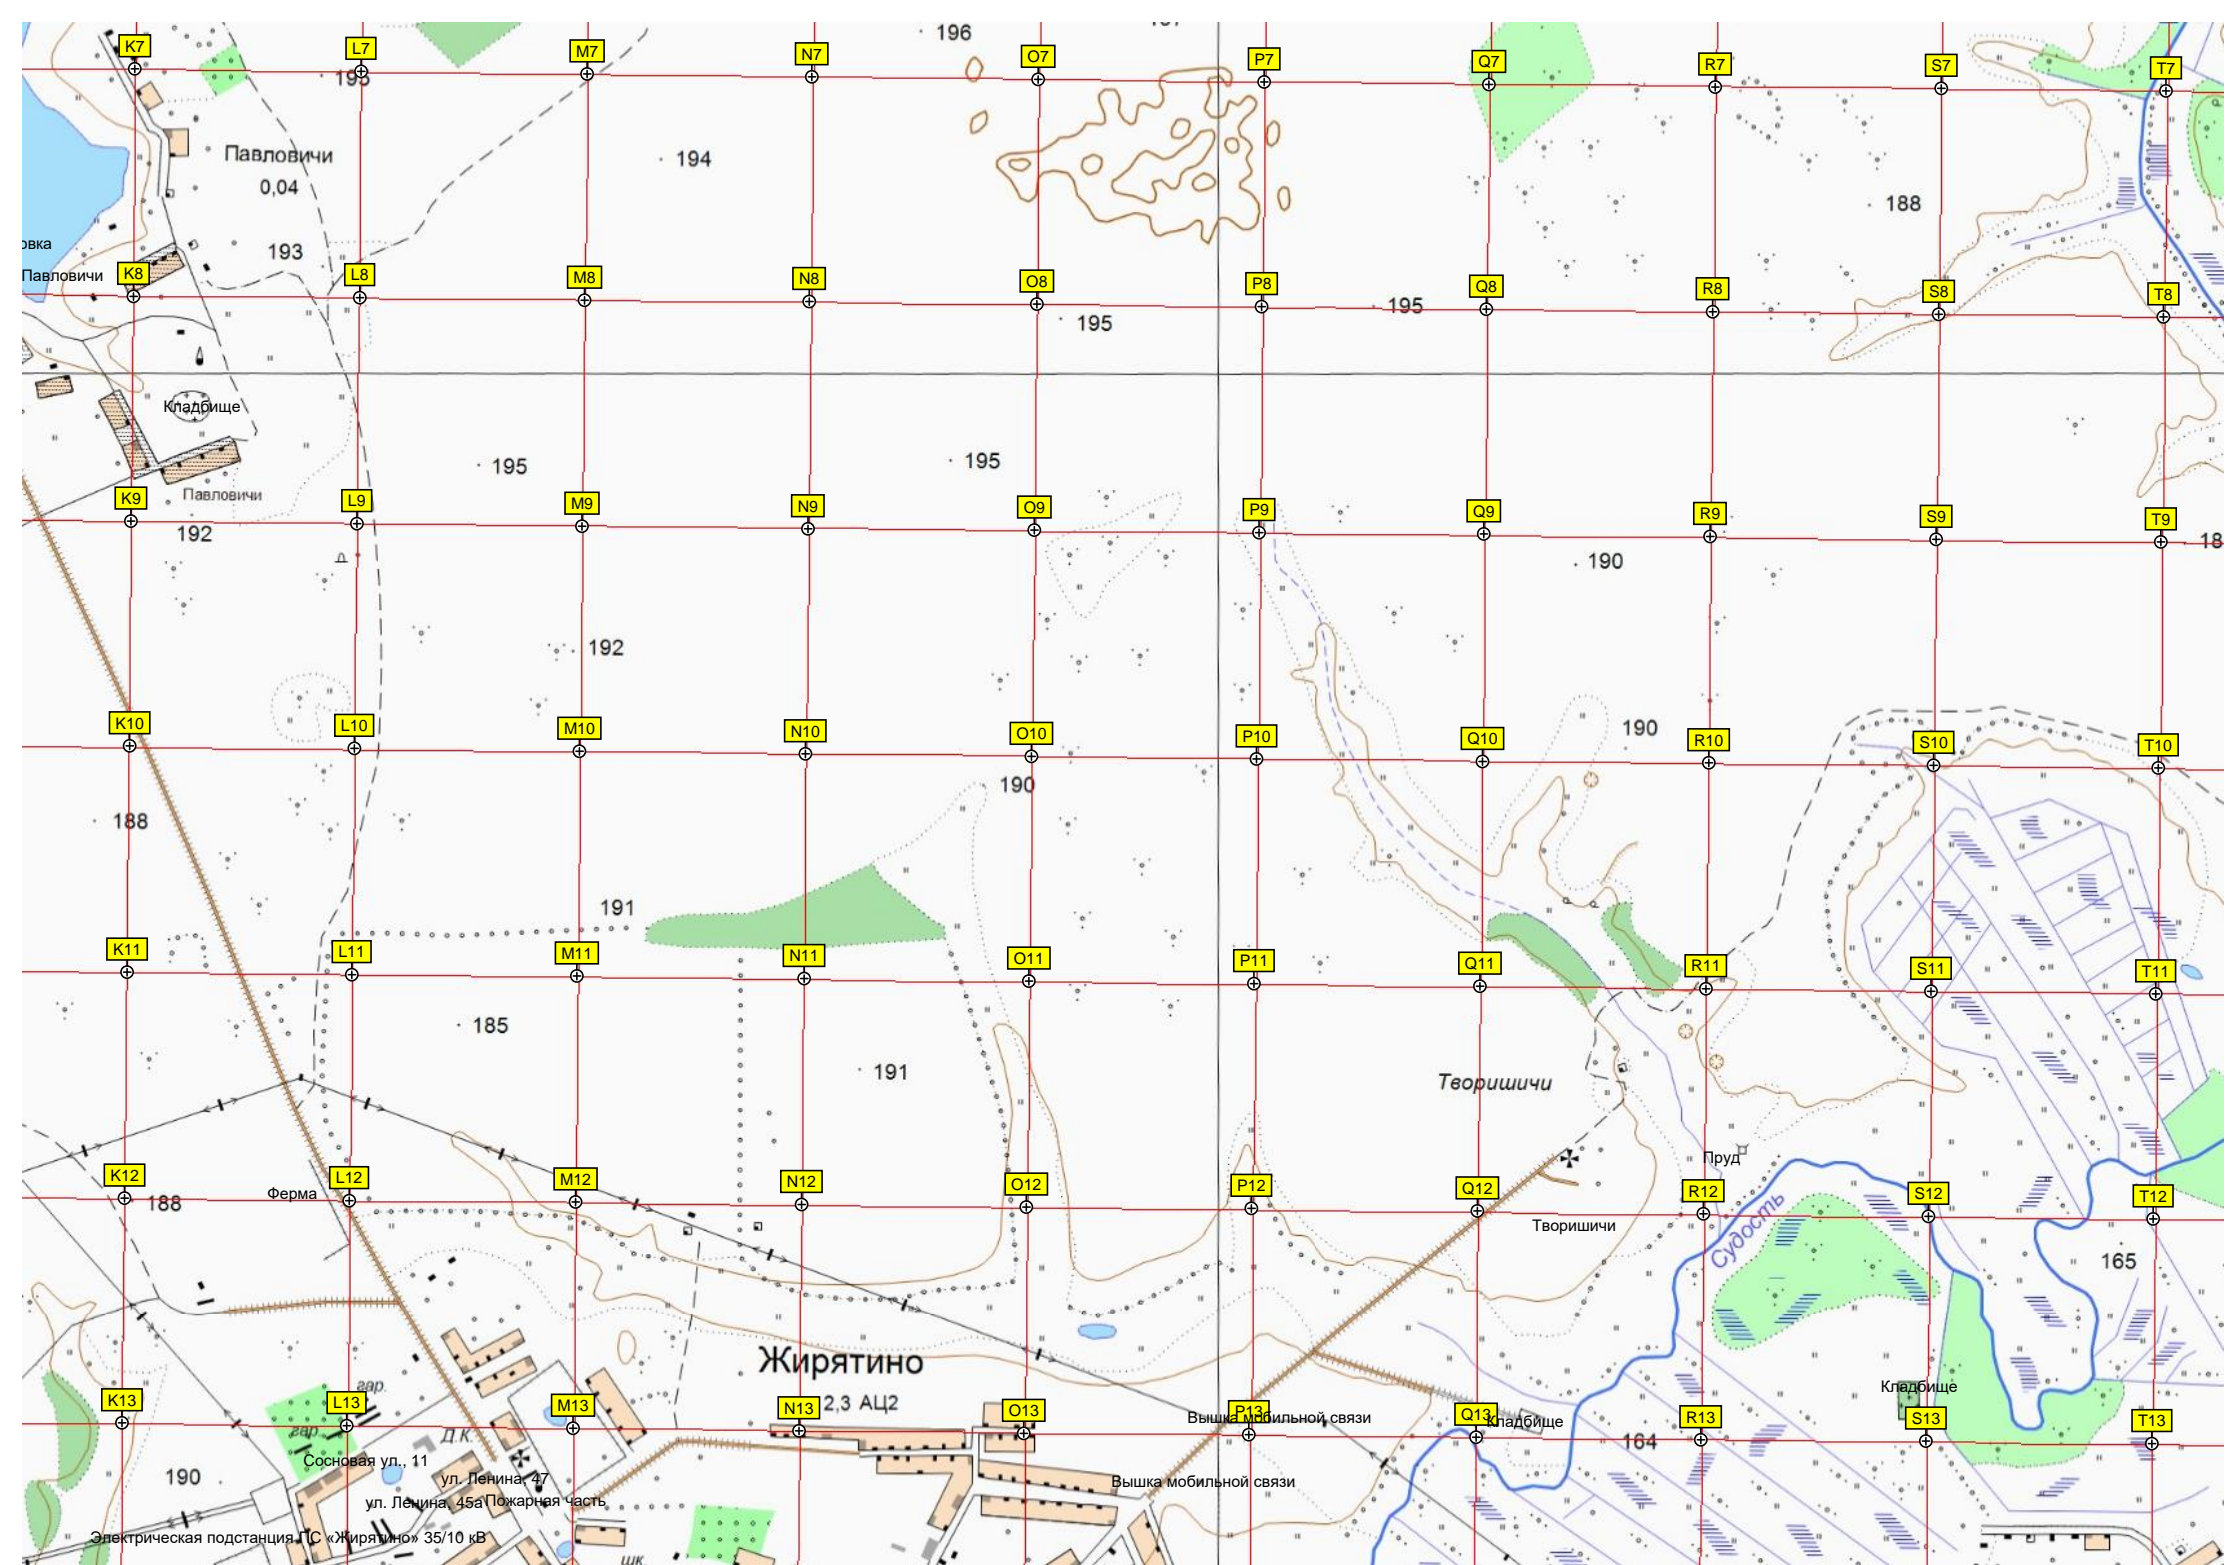 196
K7
L7
M7
N7
O7
P7
Q7
R7
S7
T7
193
Павловичи
0,04
194
188
193
овка
Павловичи
K8
L8
M8
N8
O8
P8
Q8
R8
S8
T8
195
195
Кладбище
195
195
Павловичи
K9
L9
M9
N9
O9
P9
Q9
R9
S9
T9
192
190
18
192
K10
L10
M10
N10
O10
P10
Q10
190
R10
S10
T10
188
190
191
K11
L11
M11
N11
O11
P11
Q11
R11
S11
T11
185
191
Творишичи
Пруд
K12
L12
M12
N12
O12
P12
Q12
R12
S12
T12
188
Ферма
Творишичи
Судость
165
Жирятино
2,3 АЦ2
гар.
Кладбище
K13
L13
M13
N13
O13
P13
Q13
R13
S13
T13
Вышка мобильной связи
Кладбище
164
гар.
Д.К.
Сосновая ул., 11
190
ул. Ленина, 47
Вышка мобильной связи
ул. Ленина, 45а
Пожарная часть
Электрическая подстанция ПС «Жирятино» 35/10 кВ
шк.